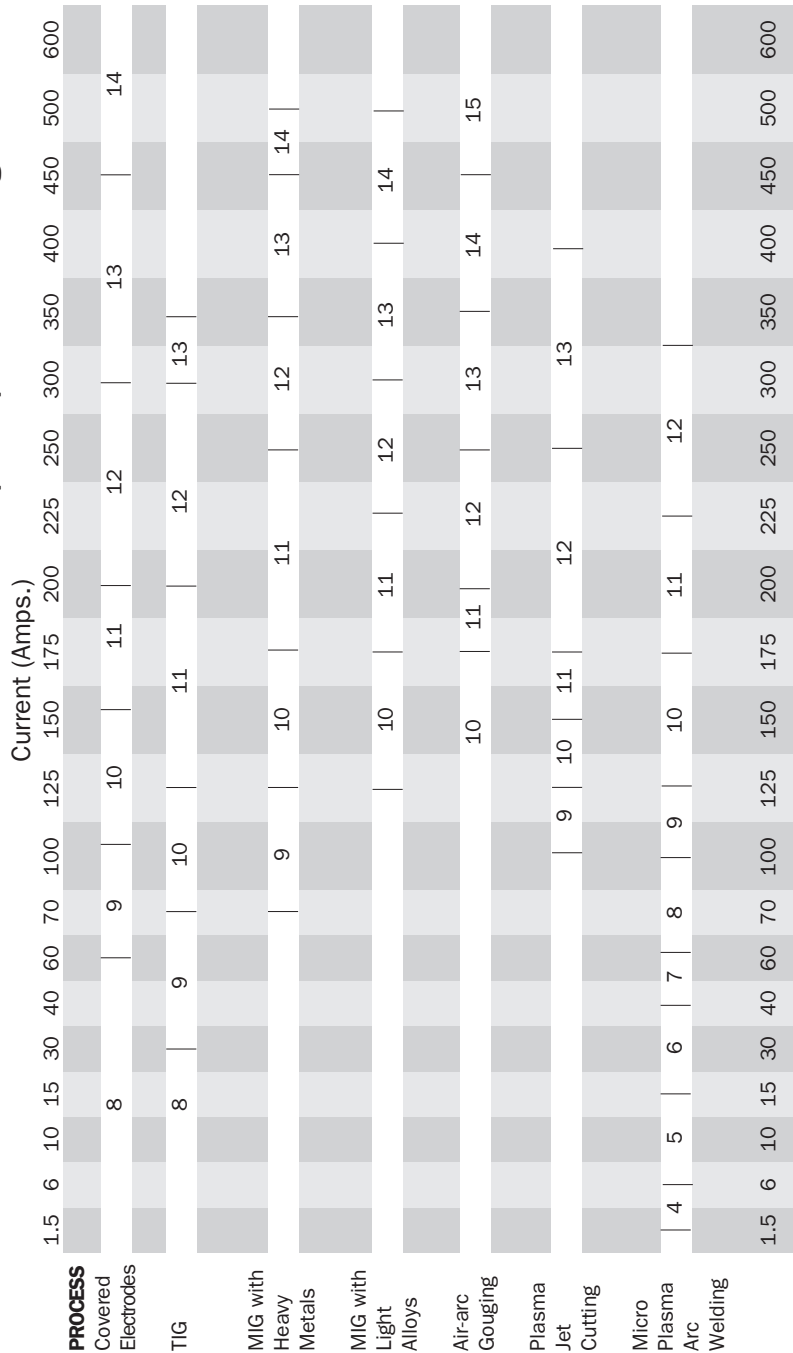 Current (Amps.)
1.5 6 10 15 30 40 60 70 100 125 150 175 200 225 250 300 350 400 450 500 600
PROCESS
Covered
Electrodes
8 9 10 11 12 13 14
TIG
8 9 10 11 12 13
MIG with
Heavy
Metals
9 10 11 12 13 14
MIG with
Light
Alloys
10 11 12 13 14
Air-arc
Gouging
10 11 12 13 14 15
Plasma
Jet
Cutting
9 10 11 12 13
Micro
Plasma
Arc
Welding
4 5 6 7 8 9 10 11 12
1.5 6 10 15 30 40 60 70 100 125 150 175 200 225 250 300 350 400 450 500 600